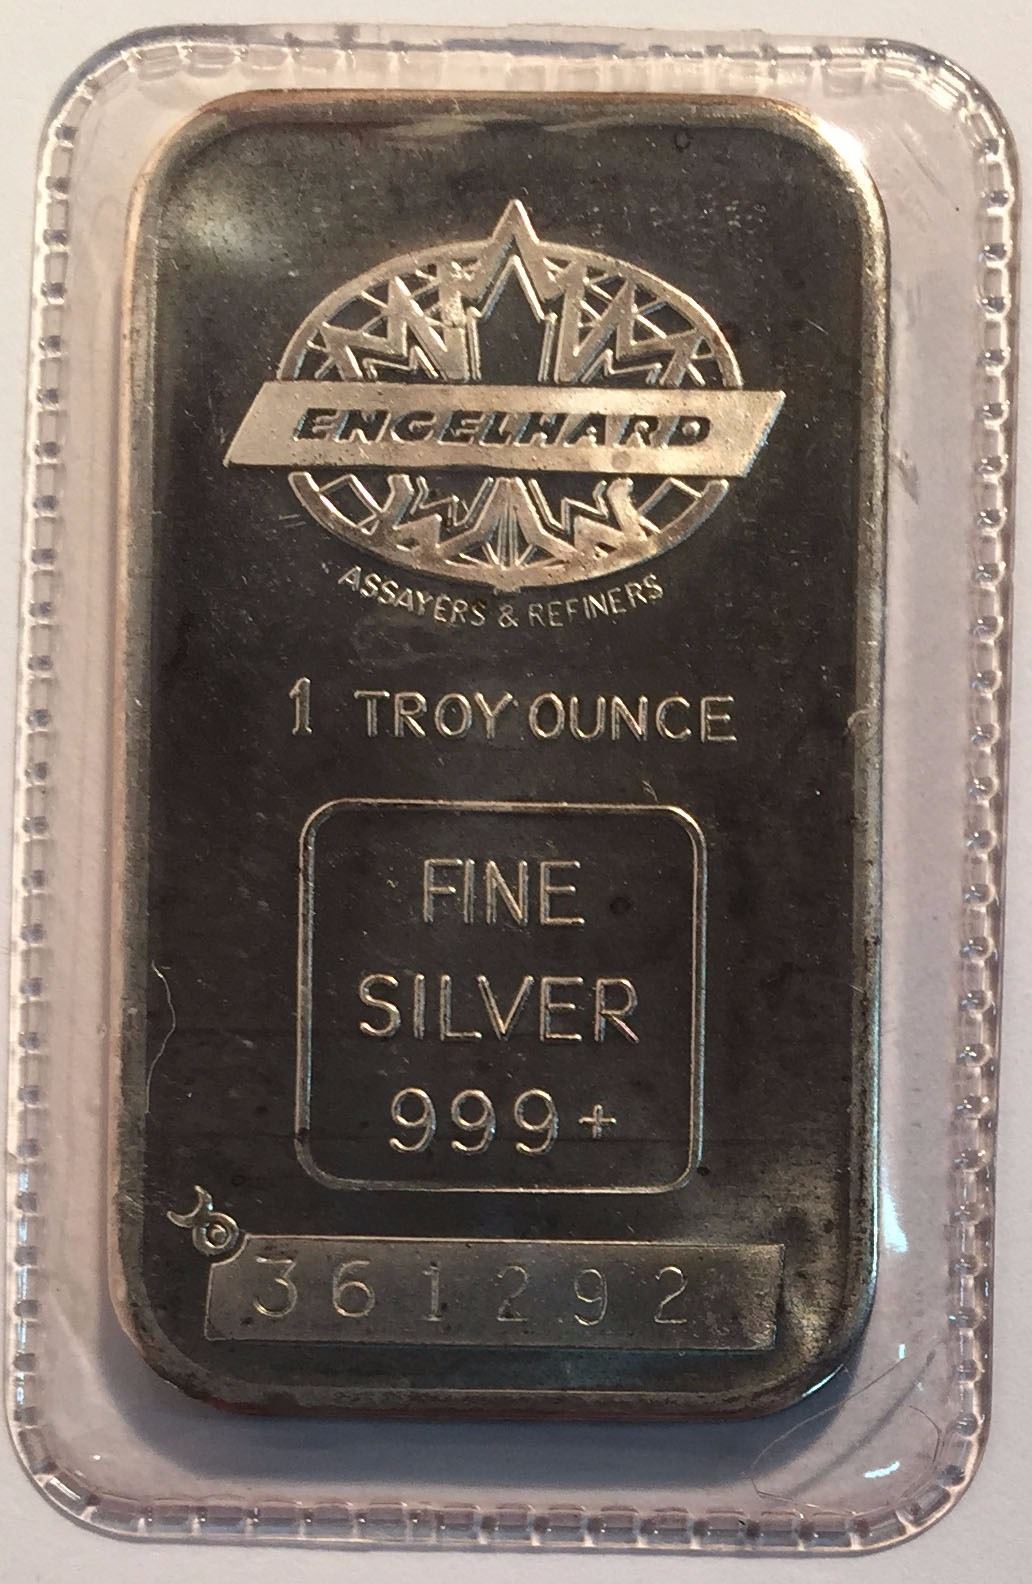 ENGELHARD
ASSAYERS & REFINERS
1 TROY OUNCE
FINE
SILVER
999+
361292